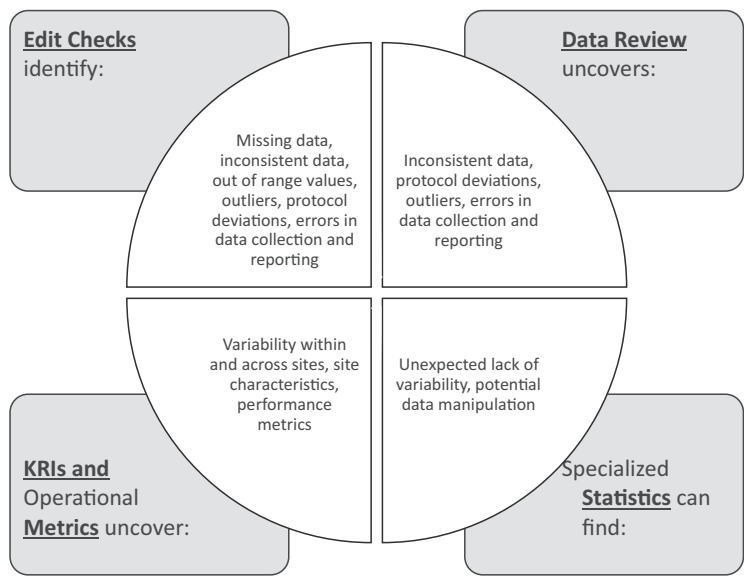 Edit Checks
identify:
Missing data,
inconsistent data,
out of range values,
outliers, protocol
deviations, errors in
data collection and
reporting
Data Review
uncovers:
Inconsistent data,
protocol deviations,
outliers, errors in
data collection and
reporting
KRIs and
Operational
Metrics uncover:
Variability within
and across sites, site
characteristics,
performance
metrics
Specialized
Statistics can
find:
Unexpected lack of
variability, potential
data manipulation